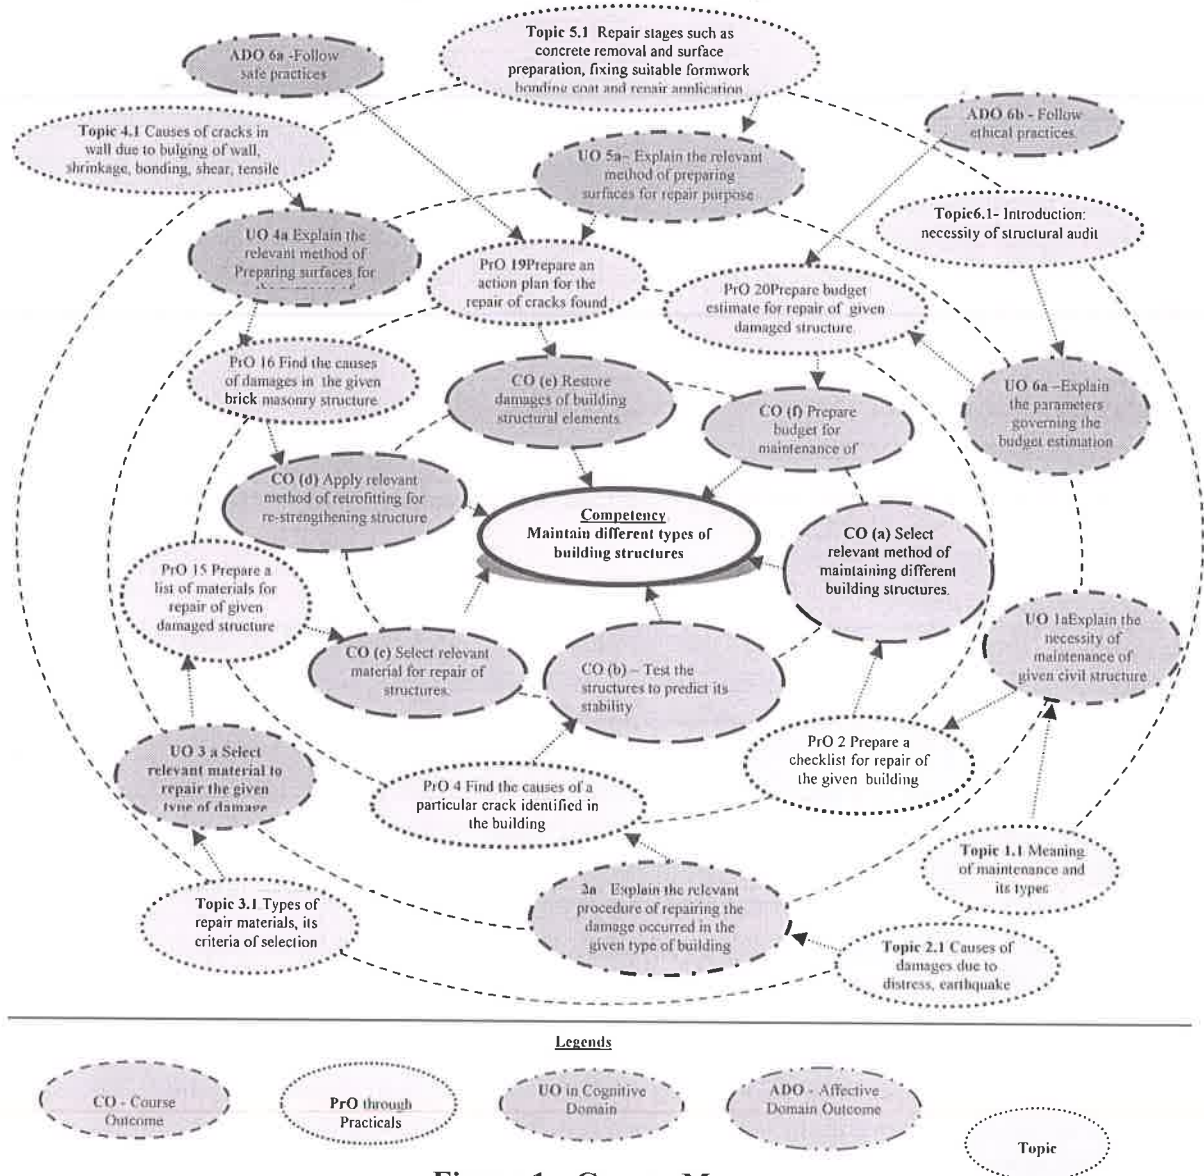 Topic 5.1 Repair stages such as
concrete removal and surface
preparation, fixing suitable formwork
bonding coat and repair application
ADO 6a -Follow
safe practices
ADO 6b - Follow
ethical practices.
Topic 4.1 Causes of cracks in
wall due to bulging of wall,
shrinkage, bonding, shear, tensile
UO 5a– Explain the relevant
method of preparing
surfaces for repair purpose
Topic6.1- Introduction:
necessity of structural audit
UO 4a Explain the
relevant method of
Preparing surfaces for
PrO 19Prepare an
action plan for the
repair of cracks found
PrO 20Prepare budget
estimate for repair of given
damaged structure
PrO 16 Find the causes
of damages in the given
brick masonry structure
CO (e) Restore
damages of building
structural elements
CO (f) Prepare
budget for
maintenance of
UO 6a –Explain
the parameters
governing the
budget estimation
CO (d) Apply relevant
method of retrofitting for
re-strengthening structure
Competency
Maintain different types of
building structures
CO (a) Select
relevant method of
maintaining different
building structures.
PrO 15 Prepare a
list of materials for
repair of given
damaged structure
CO (c) Select relevant
material for repair of
structures.
CO (b) – Test the
structures to predict its
stability
UO 1aExplain the
necessity of
maintenance of
given civil structure
UO 3 a Select
relevant material to
repair the given
type of damage
PrO 4 Find the causes of a
particular crack identified in
the building
PrO 2 Prepare a
checklist for repair of
the given building
Topic 1.1 Meaning
of maintenance and
its types
Topic 3.1 Types of
repair materials, its
criteria of selection
2a Explain the relevant
procedure of repairing the
damage occurred in the
given type of building
Topic 2.1 Causes of
damages due to
distress, earthquake
Legends
CO - Course
Outcome
PrO through
Practicals
UO in Cognitive
Domain
ADO - Affective
Domain Outcome
Topic